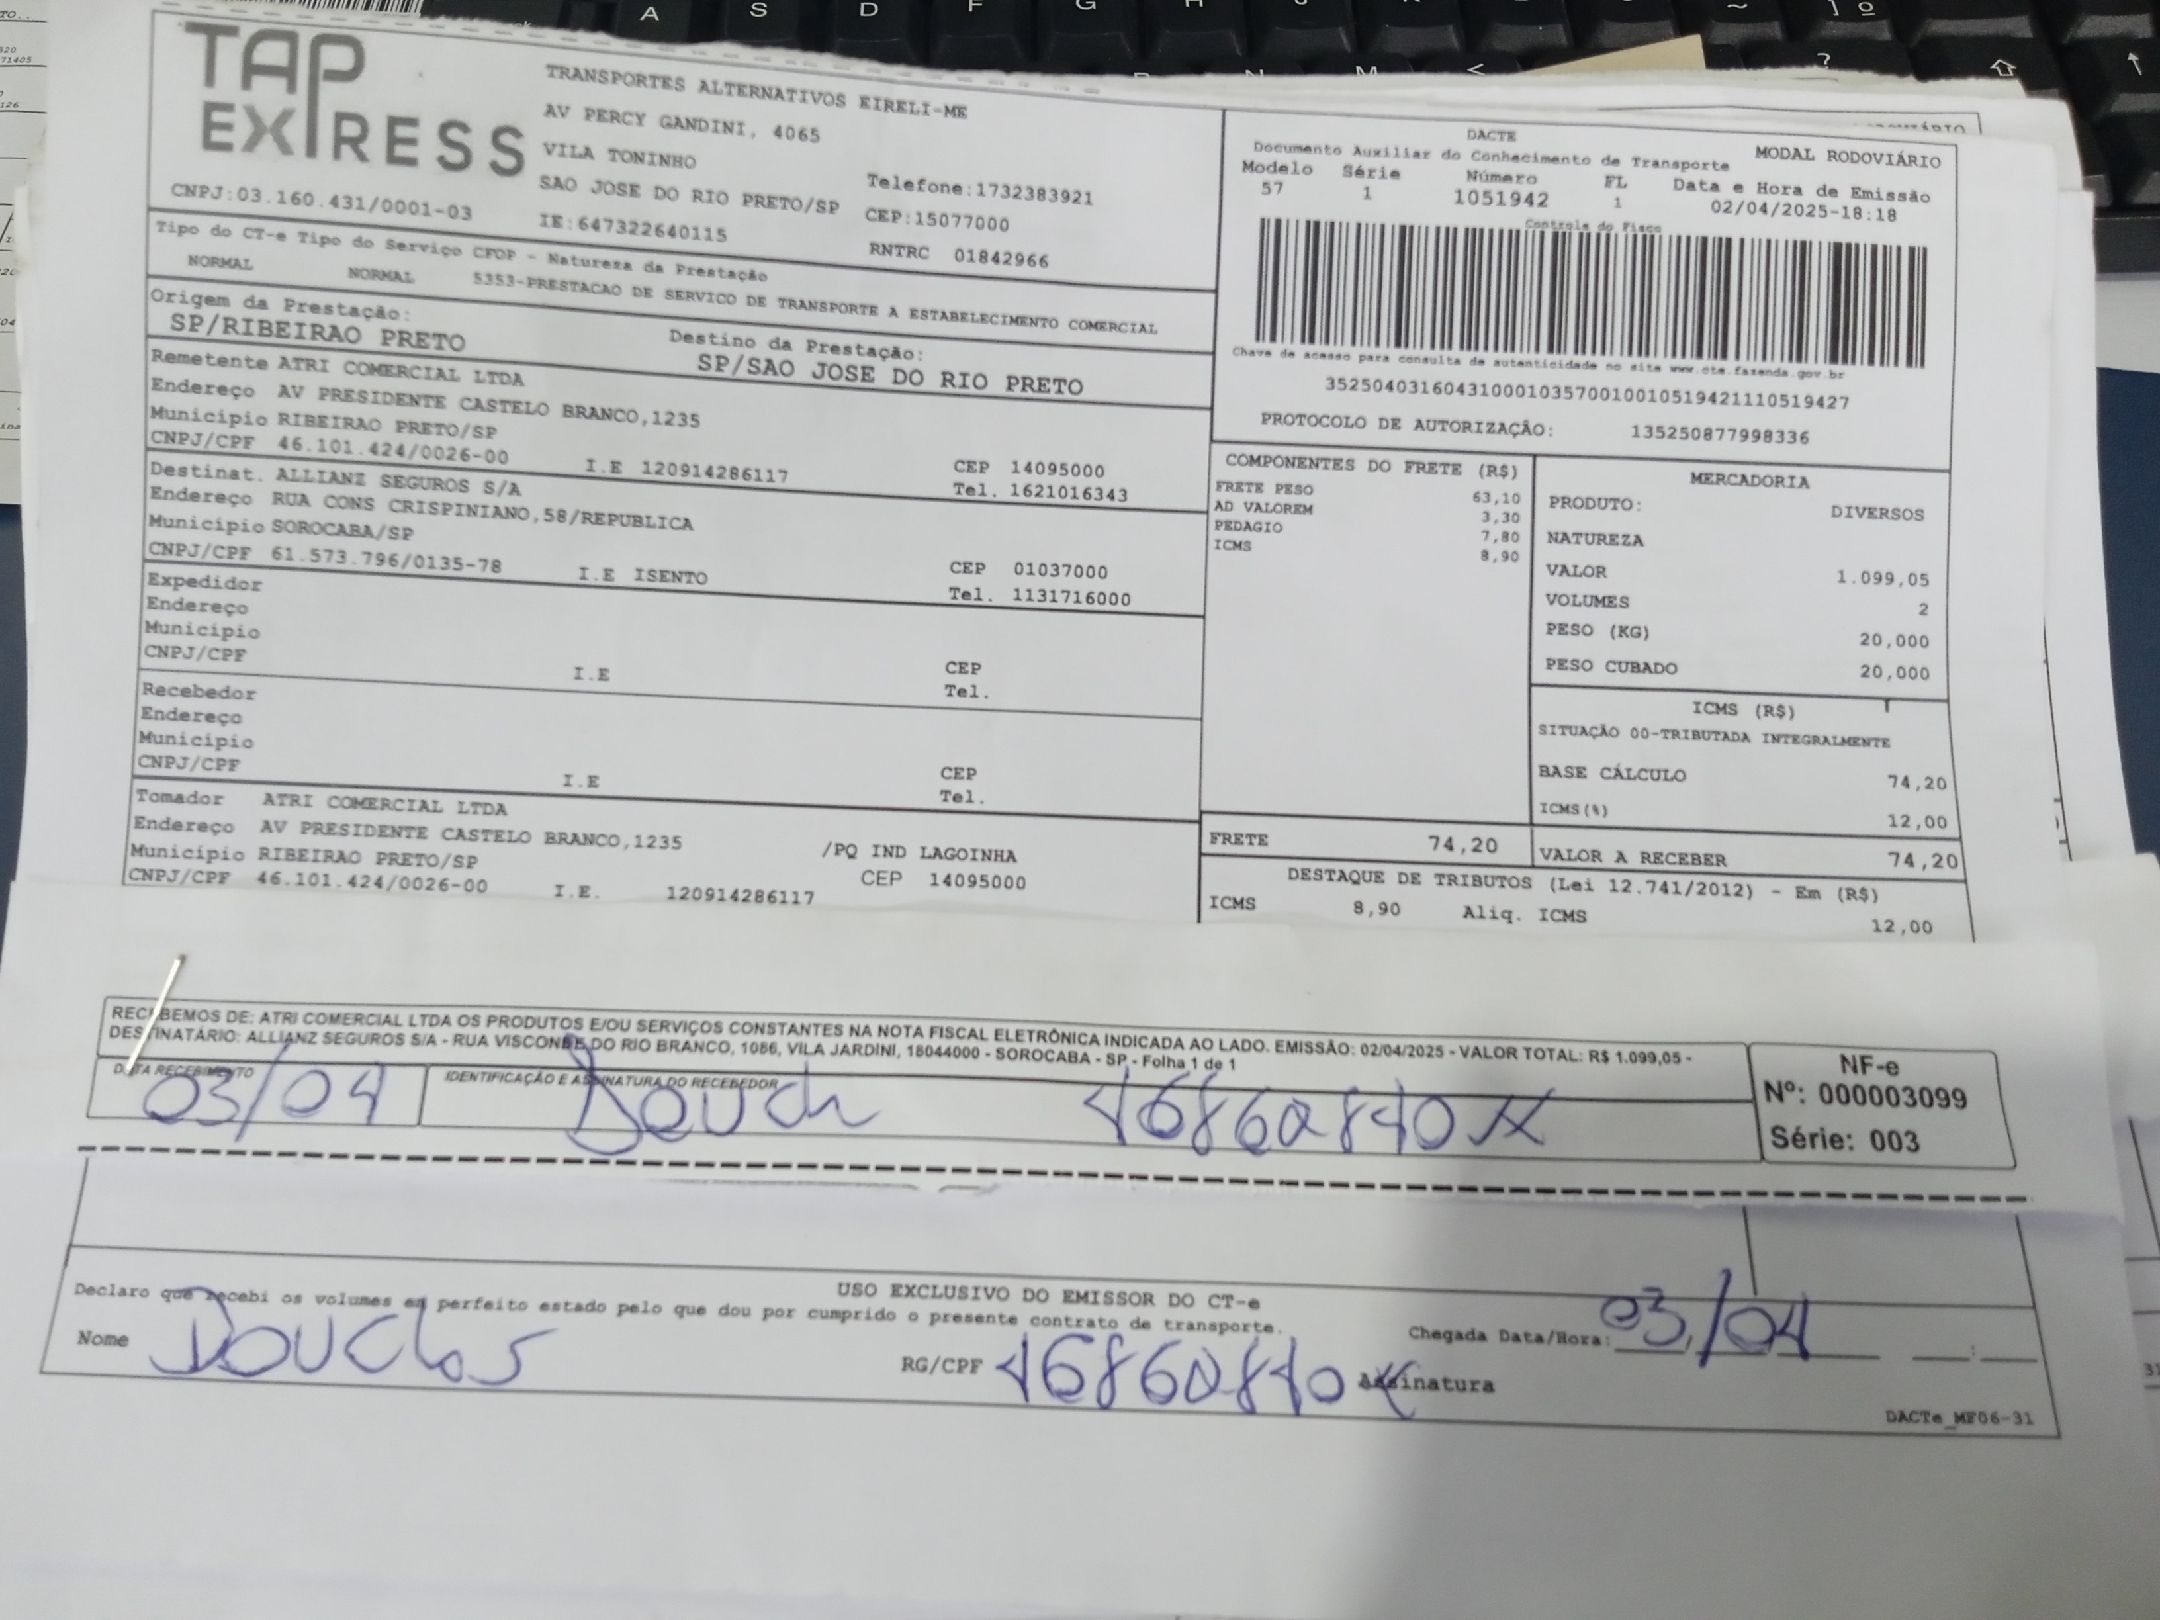 TAP
EXPRESS
CNPJ:03.160.431/0001-03
TRANSPORTES ALTERNATIVOS EIRELI-ME
AV PERCY GANDINI, 4065
VILA TONINHO
SAO JOSE DO RIO PRETO/SP
IE:647322640115
Telefone:1732383921
CEP:15077000
RNTRC 01842966
DACTE
MODAL RODOVIÁRIO
Documento Auxiliar do Conhecimento de Transporte
Modelo Série Número FL Data e Hora de Emissão
57 1 1051942 1 02/04/2025-18:18
Controle do Fisco
Chave de acesso para consulta de autenticidade no site www.cte.fazenda.gov.br
35250403160431000103570010010519421110519427
PROTOCOLO DE AUTORIZAÇÃO: 135250877998336
Tipo do CT-e Tipo do Serviço CFOP - Natureza da Prestação
NORMAL NORMAL 5353-PRESTACAO DE SERVICO DE TRANSPORTE A ESTABELECIMENTO COMERCIAL
Origem da Prestação:
SP/RIBEIRAO PRETO
Destino da Prestação:
SP/SAO JOSE DO RIO PRETO
Remetente ATRI COMERCIAL LTDA
Endereço AV PRESIDENTE CASTELO BRANCO,1235
Município RIBEIRAO PRETO/SP CEP 14095000
CNPJ/CPF 46.101.424/0026-00 I.E 120914286117 Tel. 1621016343
Destinat. ALLIANZ SEGUROS S/A
Endereço RUA CONS CRISPINIANO,58/REPUBLICA
Município SOROCABA/SP CEP 01037000
CNPJ/CPF 61.573.796/0135-78 I.E ISENTO Tel. 1131716000
Expedidor
Endereço
Município CEP
CNPJ/CPF I.E Tel.
Recebedor
Endereço
Município CEP
CNPJ/CPF I.E Tel.
Tomador ATRI COMERCIAL LTDA
Endereço AV PRESIDENTE CASTELO BRANCO,1235 /PQ IND LAGOINHA
Município RIBEIRAO PRETO/SP CEP 14095000
CNPJ/CPF 46.101.424/0026-00 I.E. 120914286117
COMPONENTES DO FRETE (R$)
FRETE PESO 63,10
AD VALOREM 3,30
PEDAGIO 7,80
ICMS 8,90
MERCADORIA
PRODUTO: DIVERSOS
NATUREZA
VALOR 1.099,05
VOLUMES 2
PESO (KG) 20,000
PESO CUBADO 20,000
ICMS (R$)
SITUAÇÃO 00-TRIBUTADA INTEGRALMENTE
BASE CÁLCULO 74,20
ICMS(%) 12,00
FRETE 74,20 VALOR A RECEBER 74,20
DESTAQUE DE TRIBUTOS (Lei 12.741/2012) - Em (R$)
ICMS 8,90 Aliq. ICMS 12,00
RECEBEMOS DE: ATRI COMERCIAL LTDA OS PRODUTOS E/OU SERVIÇOS CONSTANTES NA NOTA FISCAL ELETRÔNICA INDICADA AO LADO. EMISSÃO: 02/04/2025 - VALOR TOTAL: R$ 1.099,05 -
DESTINATÁRIO: ALLIANZ SEGUROS S/A - RUA VISCONDE DO RIO BRANCO, 1086, VILA JARDINI, 18044000 - SOROCABA - SP - Folha 1 de 1
DATA RECEBIMENTO IDENTIFICAÇÃO E ASSINATURA DO RECEBEDOR
03/04
NF-e
Nº: 000003099
Série: 003
USO EXCLUSIVO DO EMISSOR DO CT-e
Declaro que recebi os volumes em perfeito estado pelo que dou por cumprido o presente contrato de transporte.
Chegada Data/Hora: 03/04
Nome Douglas RG/CPF Assinatura
DACTe_MF06-31